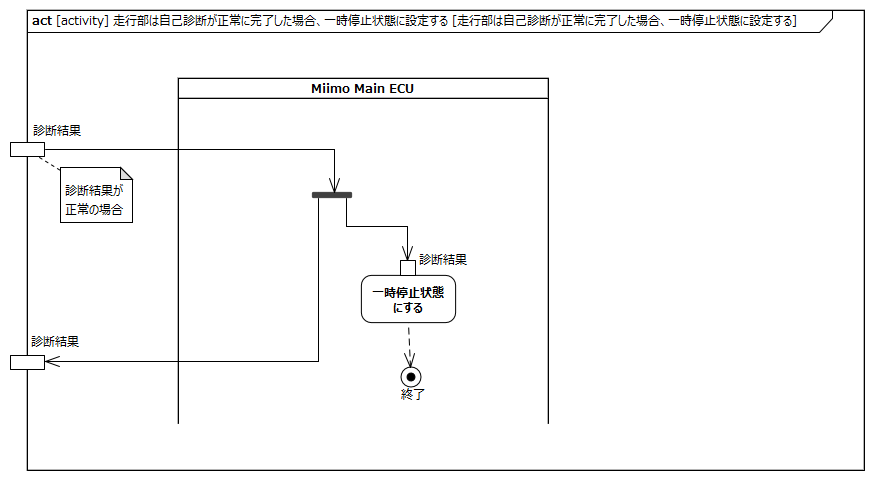 act [activity] 走行部は自己診断が正常に完了した場合、一時停止状態に設定する [走行部は自己診断が正常に完了した場合、一時停止状態に設定する]
Miimo Main ECU
診断結果
診断結果が
正常の場合
診断結果
一時停止状態
にする
診断結果
終了